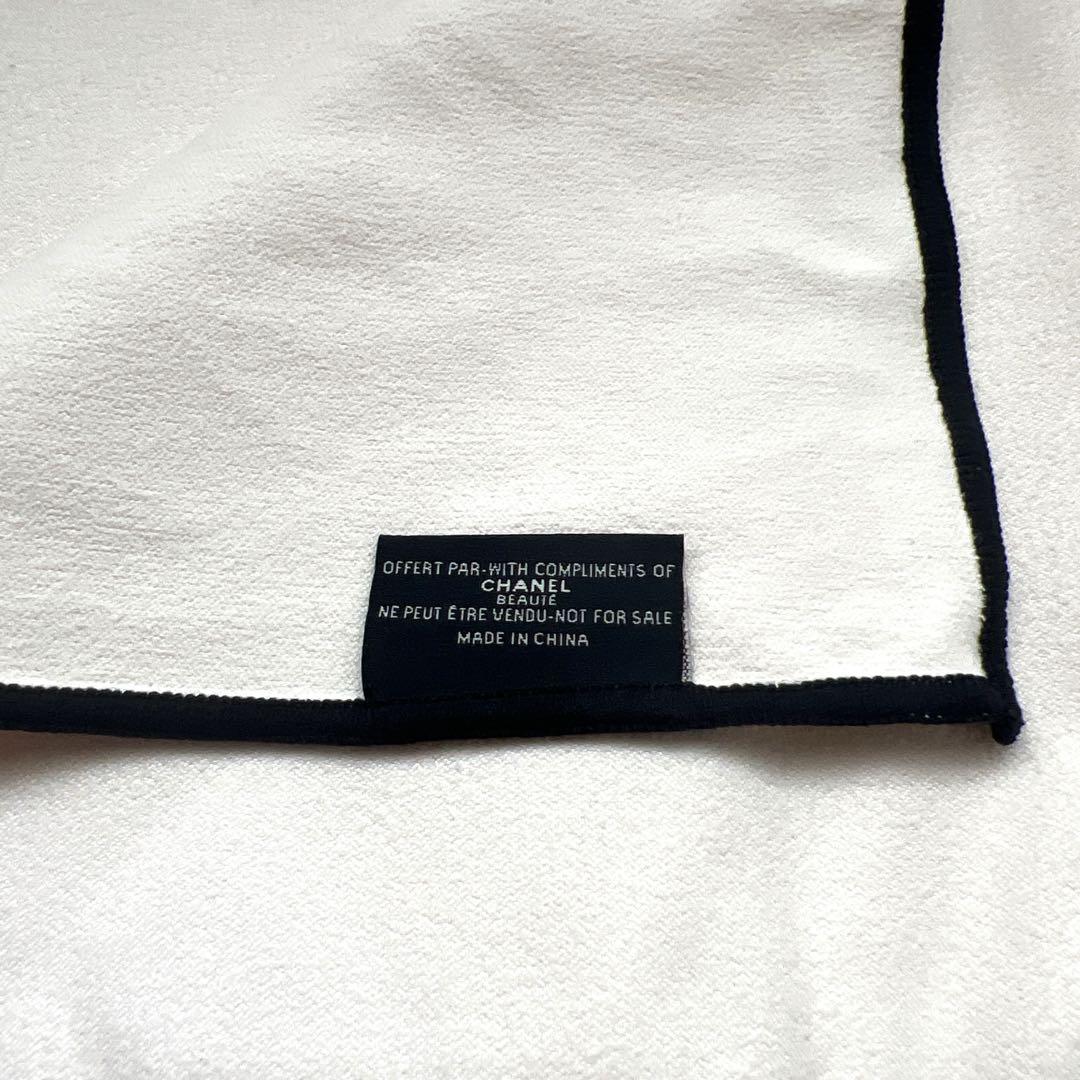 OFFERT PAR-WITH COMPLIMENTS OF
CHANEL
BEAUTÉ
NE PEUT ÊTRE VENDU-NOT FOR SALE
MADE IN CHINA